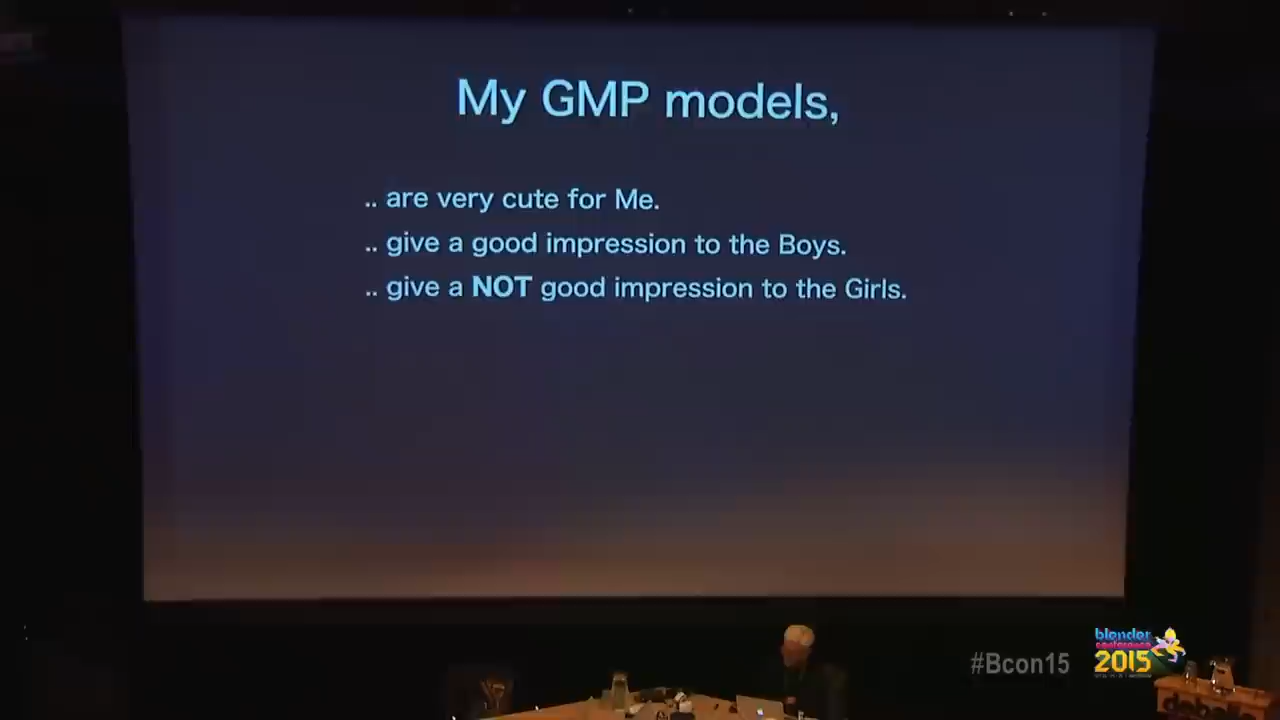 My GMP models,
.. are very cute for Me.
.. give a good impression to the Boys.
.. give a NOT good impression to the Girls.
#Bcon15
blender
conference
2015